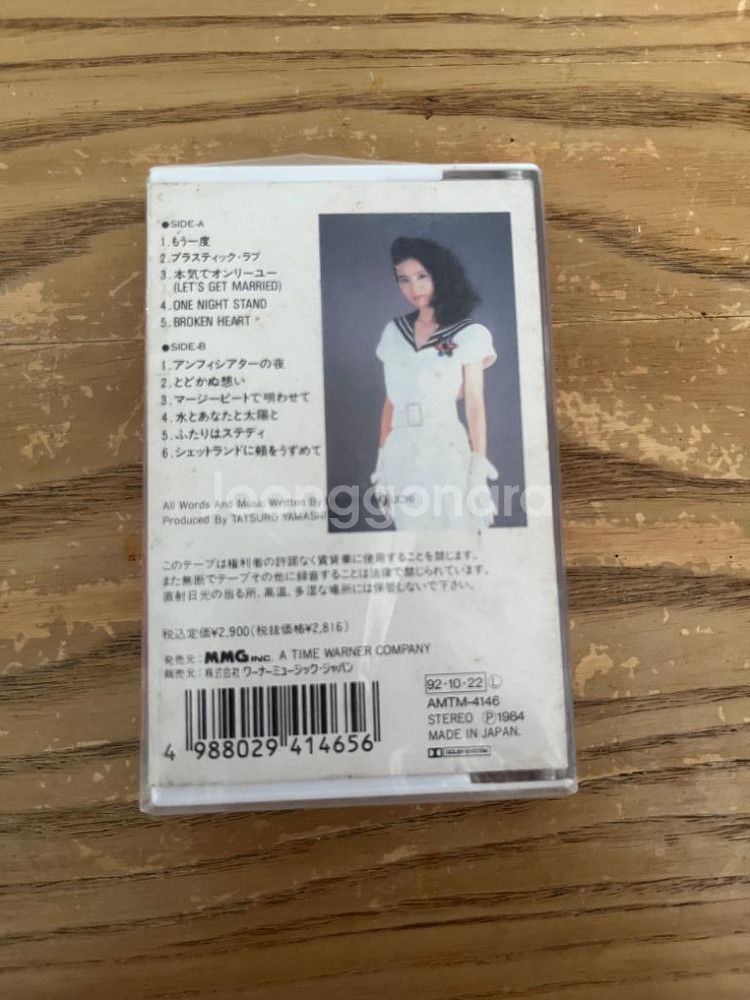 ●SIDE-A
1.もう一度
2.プラスティック・ラブ
3.本気でオンリーユー
(LET'S GET MARRIED)
4.ONE NIGHT STAND
5.BROKEN HEART
●SIDE-B
1.アンフィシアターの夜
2.とどかぬ想い
3.マージービートで唄わせて
4.水とあなたと太陽と
5.ふたりはステディ
6.シェットランドに頬をうずめて
All Words And Music Written By
Produced By TATSURO YAMASHI
joonggonara
このテープは権利者の許諾なく賃貸業に使用することを禁じます。
また無断でテープその他に録音することは法律で禁じられています。
直射日光の当る所、高温、多湿な場所には保管しないで下さい。
税込定価¥2,900(税抜価格¥2,816)
発売元:MMG INC. A TIME WARNER COMPANY
販売元:株式会社 ワーナーミュージック・ジャパン
92・10・22 L
AMTM-4146
STEREO Ⓟ1984
MADE IN JAPAN.
DOLBY SYSTEM
4 988029 414656